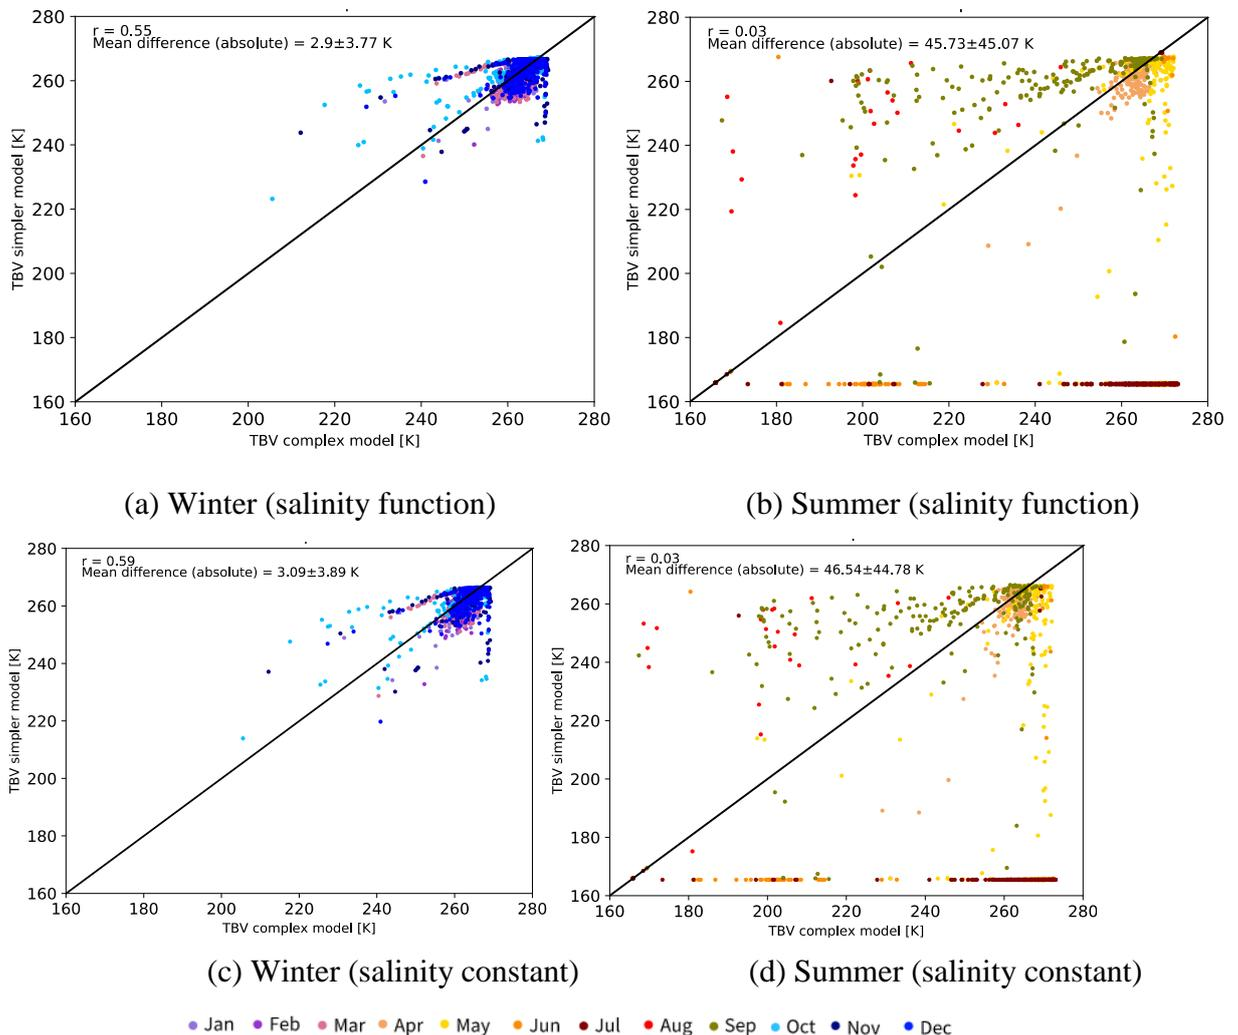 r = 0.55
Mean difference (absolute) = 2.9±3.77 K
280
260
240
220
200
180
160
160 180 200 220 240 260 280
TBV simpler model [K]
TBV complex model [K]
r = 0.03
Mean difference (absolute) = 45.73±45.07 K
280
260
240
220
200
180
160
160 180 200 220 240 260 280
TBV simpler model [K]
TBV complex model [K]
(a) Winter (salinity function)
(b) Summer (salinity function)
r = 0.59
Mean difference (absolute) = 3.09±3.89 K
280
260
240
220
200
180
160
160 180 200 220 240 260 280
TBV simpler model [K]
TBV complex model [K]
r = 0.03
Mean difference (absolute) = 46.54±44.78 K
280
260
240
220
200
180
160
160 180 200 220 240 260 280
TBV simpler model [K]
TBV complex model [K]
(c) Winter (salinity constant)
(d) Summer (salinity constant)
Jan Feb Mar Apr May Jun Jul Aug Sep Oct Nov Dec